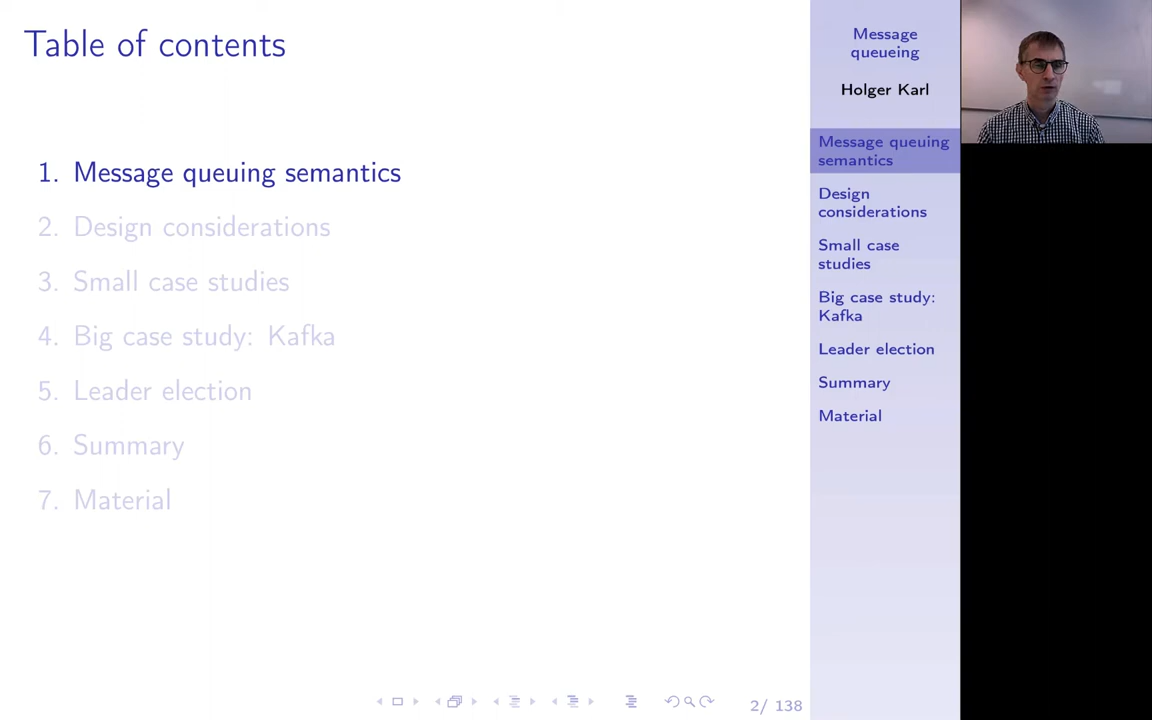 Table of contents
1. Message queuing semantics
2. Design considerations
3. Small case studies
4. Big case study: Kafka
5. Leader election
6. Summary
7. Material
2/ 138
Message
queueing
Holger Karl
Message queuing
semantics
Design
considerations
Small case
studies
Big case study:
Kafka
Leader election
Summary
Material